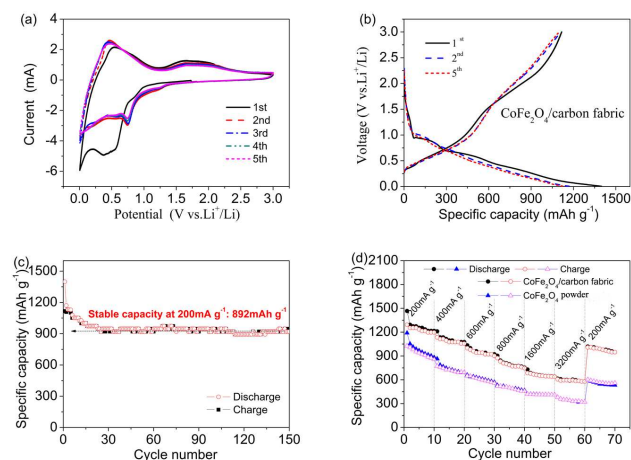 (a)
4
2
0
-2
-4
-6
Current (mA)
1st
2nd
3rd
4th
5th
0.0 0.5 1.0 1.5 2.0 2.5 3.0
Potential (V vs.Li⁺/Li)
(b)
3.5
3.0
2.5
2.0
1.5
1.0
0.5
0.0
Voltage (V vs.Li⁺/Li)
1 st
2nd
5th
CoFe₂O₄/carbon fabric
0 300 600 900 1200 1500
Specific capacity (mAh g⁻¹)
(c)
1500
1200
900
600
300
0
Specific capacity (mAh g⁻¹)
Stable capacity at 200mA g⁻¹: 892mAh g⁻¹
Discharge
Charge
0 30 60 90 120 150
Cycle number
(d)
2100
1800
1500
1200
900
600
300
0
Specific capacity (mAh g⁻¹)
Discharge
Charge
CoFe₂O₄/carbon fabric
CoFe₂O₄ powder
200mA g⁻¹
400mA g⁻¹
600mA g⁻¹
800mA g⁻¹
1600mA g⁻¹
3200mA g⁻¹
200mA g⁻¹
0 10 20 30 40 50 60 70
Cycle number